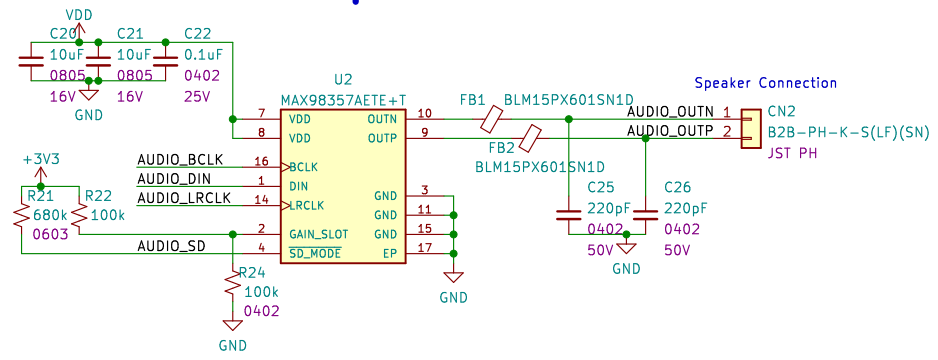 VDD
C20
10uF
0805
16V
C21
10uF
0805
16V
C22
0.1uF
0402
25V
GND
U2
MAX98357AETE+T
7 VDD
8 VDD
16 BCLK
1 DIN
14 LRCLK
2 GAIN_SLOT
4 SD_MODE
OUTN 10
OUTP 9
GND 3
GND 11
GND 15
EP 17
GND
AUDIO_BCLK
AUDIO_DIN
AUDIO_LRCLK
AUDIO_SD
+3V3
R21
680k
0603
R22
100k
R24
100k
0402
GND
FB1
BLM15PX601SN1D
FB2
BLM15PX601SN1D
C25
220pF
0402
50V
C26
220pF
0402
50V
GND
Speaker Connection
AUDIO_OUTN 1
AUDIO_OUTP 2
CN2
B2B-PH-K-S(LF)(SN)
JST PH